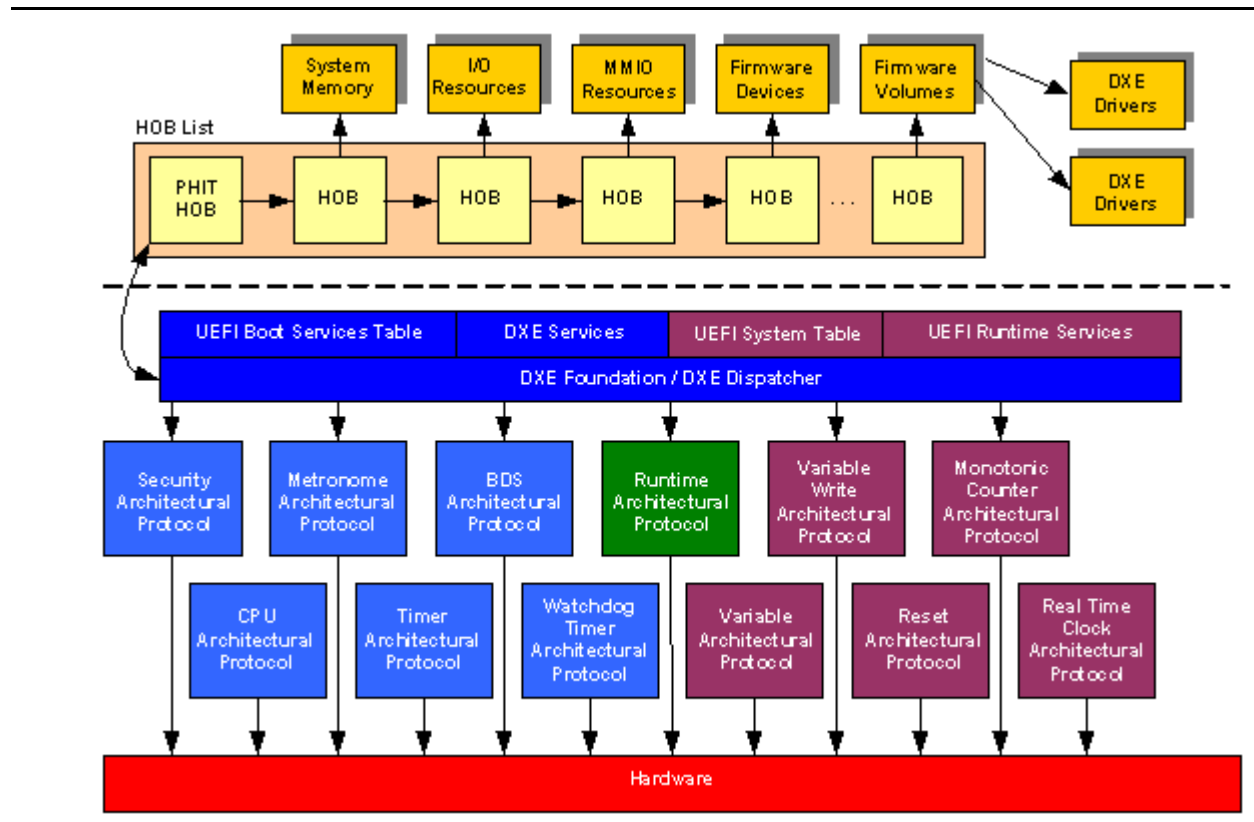 System
Memory
I/O
Resources
MMIO
Resources
Firmware
Devices
Firmware
Volumes
DXE
Drivers
HOB List
PHIT
HOB
HOB
HOB
HOB
HOB
...
HOB
DXE
Drivers
UEFI Boot Services Table
DXE Services
UEFI System Table
UEFI Runtime Services
DXE Foundation / DXE Dispatcher
Security
Architectural
Protocol
Metronome
Architectural
Protocol
BDS
Architectural
Protocol
Runtime
Architectural
Protocol
Variable
Write
Architectural
Protocol
Monotonic
Counter
Architectural
Protocol
CPU
Architectural
Protocol
Timer
Architectural
Protocol
Watchdog
Timer
Architectural
Protocol
Variable
Architectural
Protocol
Reset
Architectural
Protocol
Real Time
Clock
Architectural
Protocol
Hardware